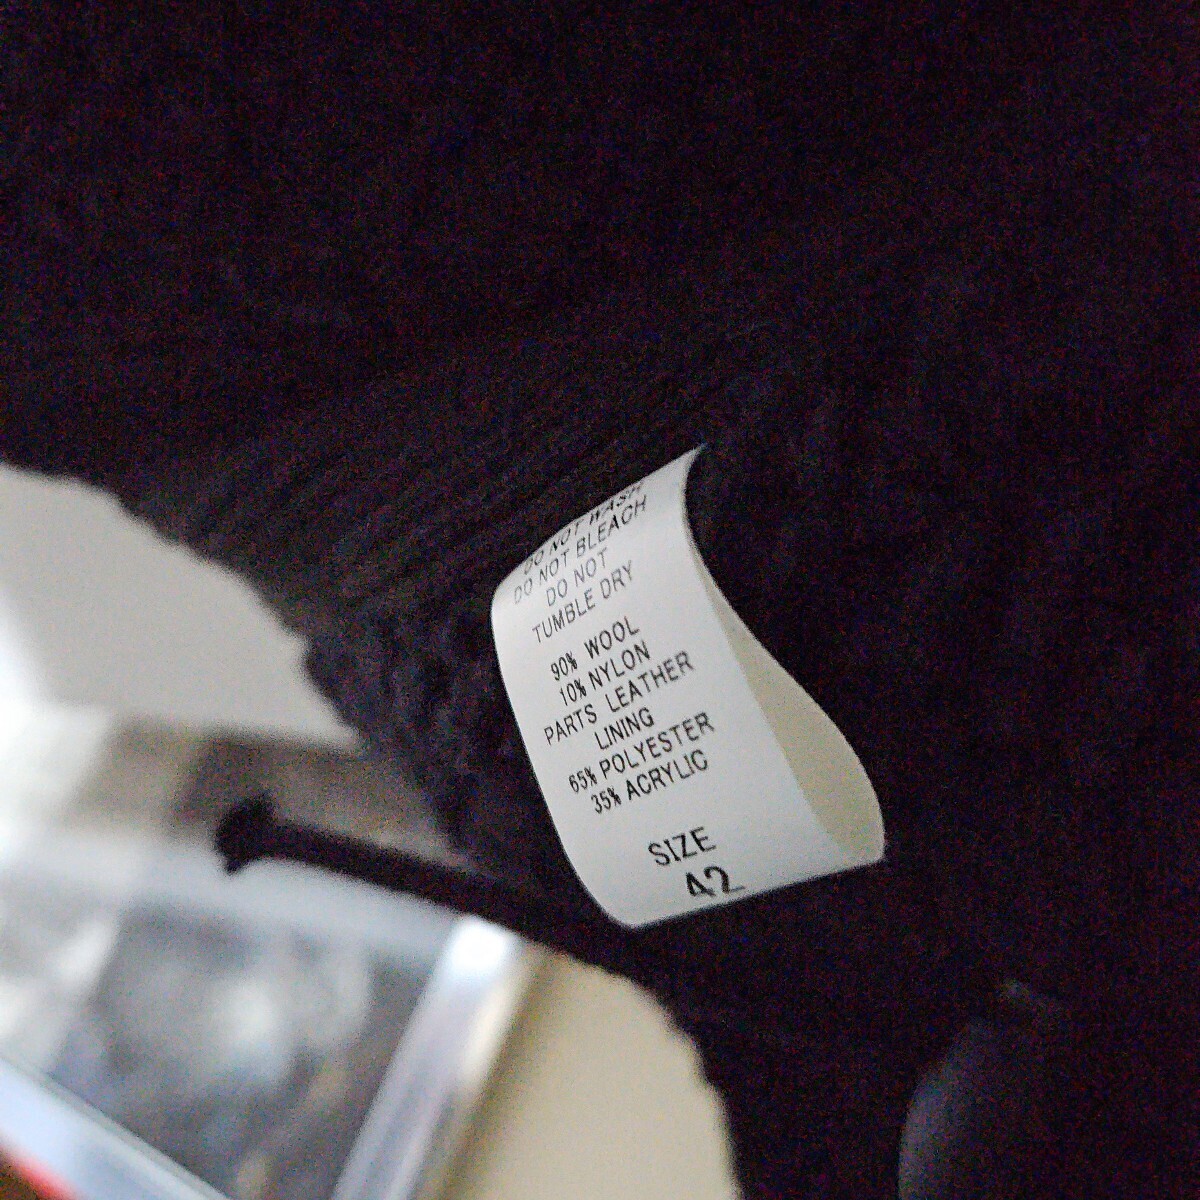 DO NOT WASH
DO NOT BLEACH
DO NOT
TUMBLE DRY
90% WOOL
10% NYLON
PARTS LEATHER
LINING
65% POLYESTER
35% ACRYLIC
SIZE
42